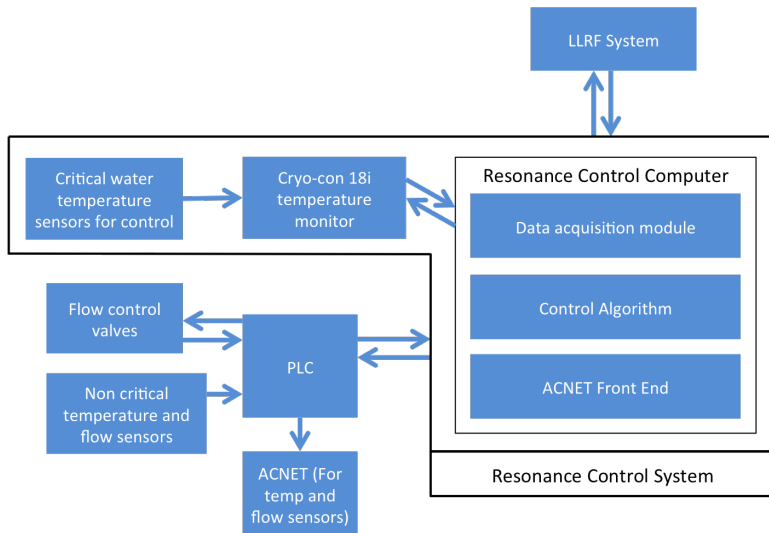 LLRF System
Critical water
temperature
sensors for control
Cryo-con 18i
temperature
monitor
Resonance Control Computer
Data acquisition module
Control Algorithm
ACNET Front End
Flow control
valves
PLC
Non critical
temperature and
flow sensors
ACNET (For
temp and
flow sensors)
Resonance Control System